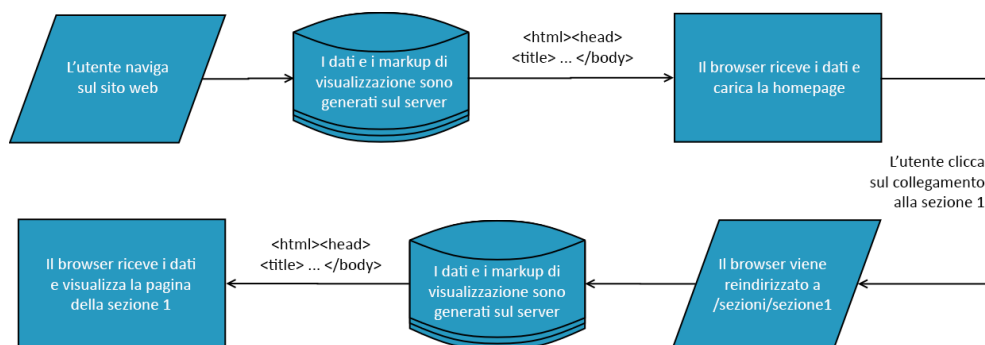 L'utente naviga
sul sito web
I dati e i markup di
visualizzazione sono
generati sul server
<html><head>
<title> ... </body>
Il browser riceve i dati e
carica la homepage
L'utente clicca
sul collegamento
alla sezione 1
Il browser viene
reindirizzato a
/sezioni/sezione1
I dati e i markup di
visualizzazione sono
generati sul server
<html><head>
<title> ... </body>
Il browser riceve i dati
e visualizza la pagina
della sezione 1